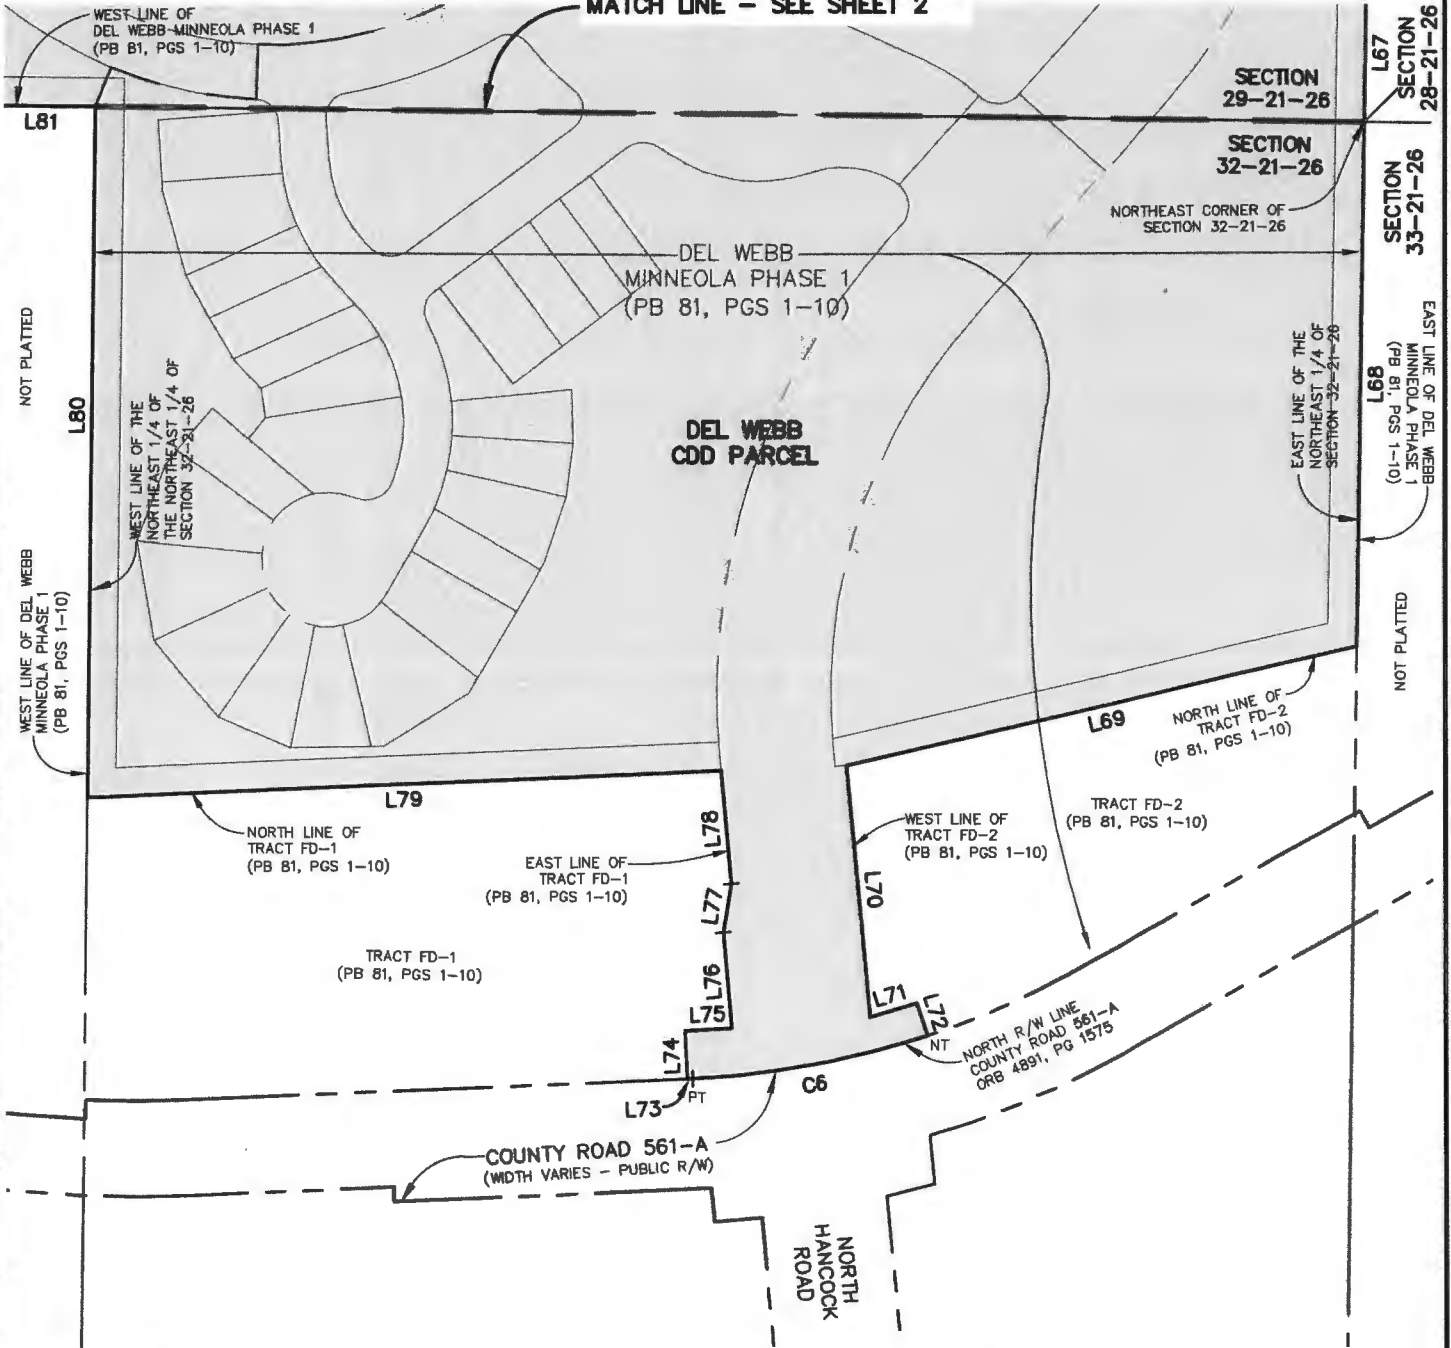 MATCH LINE – SEE SHEET 2
WEST LINE OF
DEL WEBB MINNEOLA PHASE 1
(PB 81, PGS 1–10)
L67
SECTION
28–21–26
SECTION
29–21–26
L81
SECTION
32–21–26
SECTION
33–21–26
NORTHEAST CORNER OF
SECTION 32–21–26
DEL WEBB
MINNEOLA PHASE 1
(PB 81, PGS 1–10)
NOT PLATTED
L80
WEST LINE OF THE
NORTHEAST 1/4 OF
THE NORTHEAST 1/4 OF
SECTION 32–21–26
DEL WEBB
CDD PARCEL
EAST LINE OF THE
NORTHEAST 1/4 OF
SECTION 32–21–26
L68
EAST LINE OF DEL WEBB
MINNEOLA PHASE 1
(PB 81, PGS 1–10)
WEST LINE OF DEL WEBB
MINNEOLA PHASE 1
(PB 81, PGS 1–10)
NOT PLATTED
L69
NORTH LINE OF
TRACT FD–2
(PB 81, PGS 1–10)
L79
NORTH LINE OF
TRACT FD–1
(PB 81, PGS 1–10)
L78
EAST LINE OF
TRACT FD–1
(PB 81, PGS 1–10)
WEST LINE OF
TRACT FD–2
(PB 81, PGS 1–10)
TRACT FD–2
(PB 81, PGS 1–10)
L77
L70
TRACT FD–1
(PB 81, PGS 1–10)
L76
L75
L71
L72
NT
L74
L73
PT
C6
NORTH R/W LINE
COUNTY ROAD 561–A
ORB 4891, PG 1575
COUNTY ROAD 561–A
(WIDTH VARIES – PUBLIC R/W)
NORTH
HANCOCK
ROAD